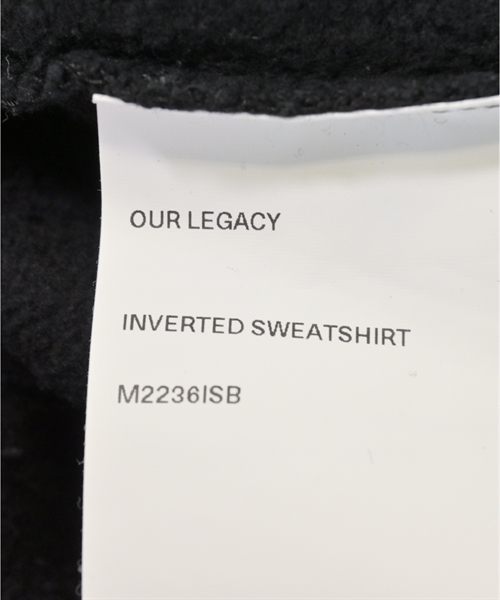 OUR LEGACY
INVERTED SWEATSHIRT
M2236ISB